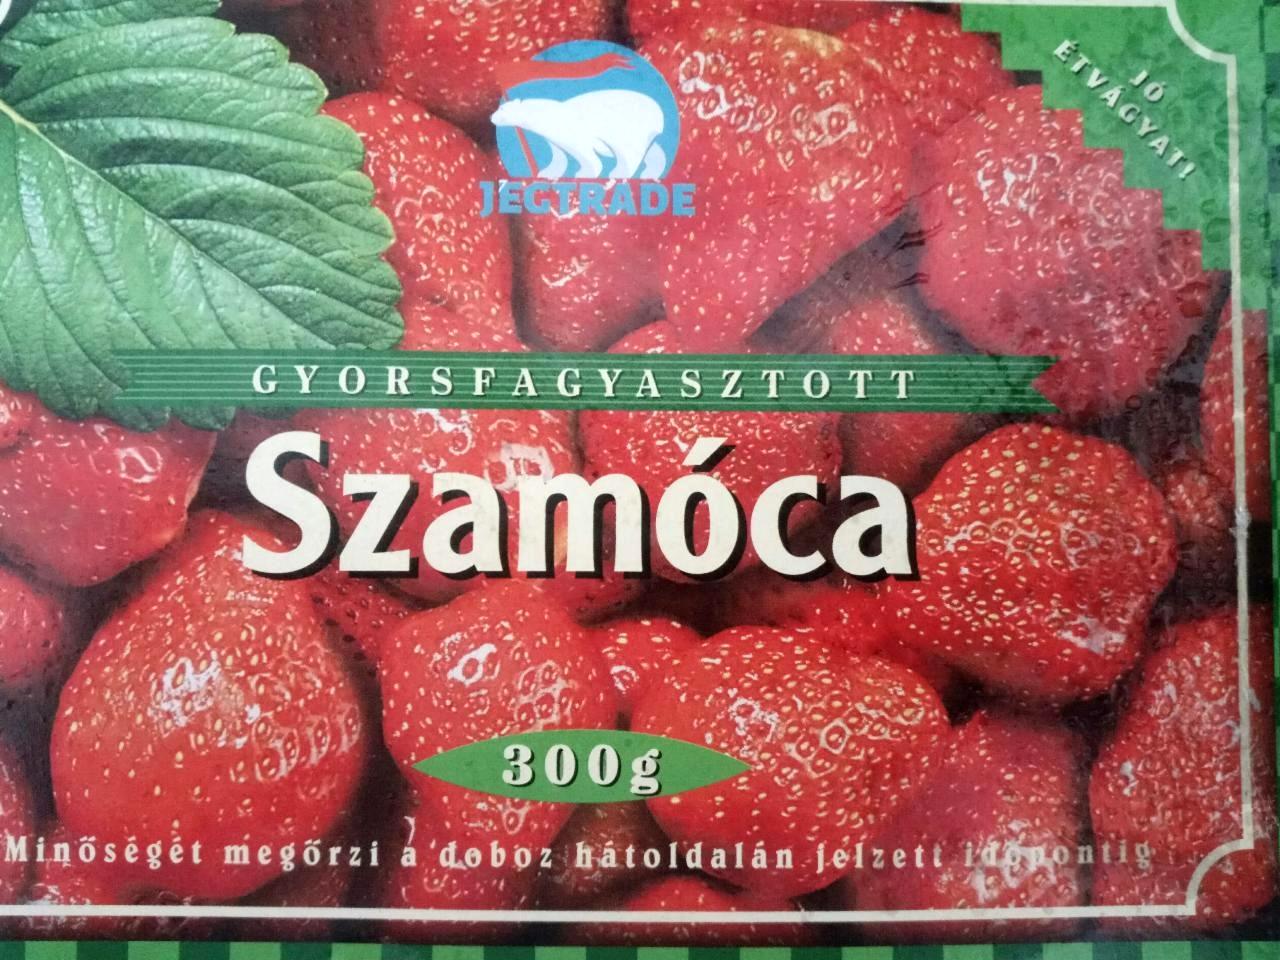 JÉGTRADE
JÓ
ÉTVÁGYAT!
GYORSFAGYASZTOTT
Szamóca
300g
Minőségét megőrzi a doboz hátoldalán jelzett időpontig